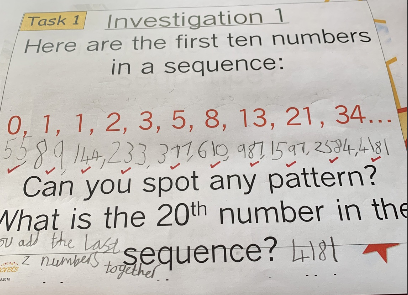 Task 1 Investigation 1
Here are the first ten numbers
in a sequence:
0, 1, 1, 2, 3, 5, 8, 13, 21, 34...
55 89 144, 233, 377, 610, 987, 1597, 2584, 4181
Can you spot any pattern?
What is the 20th number in the
you add the last
sequence? 4181
2 numbers together